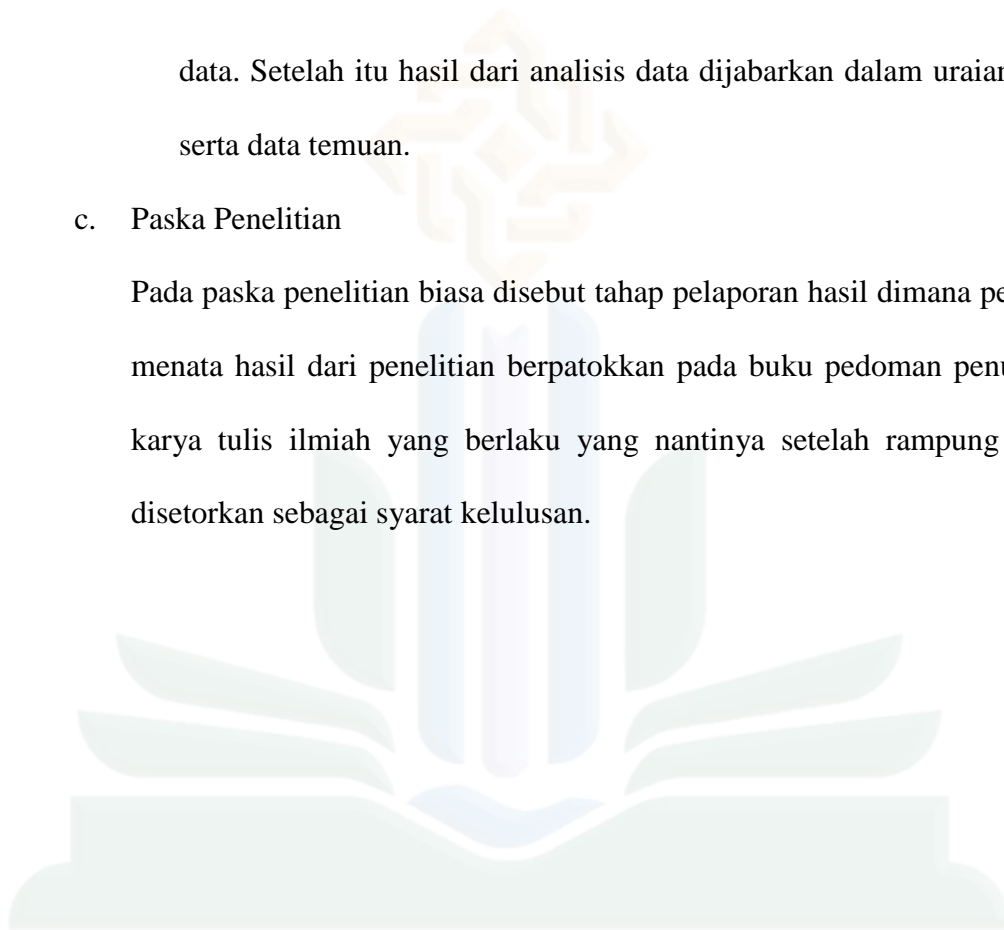 data. Setelah itu hasil dari analisis data dijabarkan dalam uraian
serta data temuan.
c. Paska Penelitian
Pada paska penelitian biasa disebut tahap pelaporan hasil dimana
menata hasil dari penelitian berpatokkan pada buku pedoman
karya tulis ilmiah yang berlaku yang nantinya setelah rampung
disetorkan sebagai syarat kelulusan.